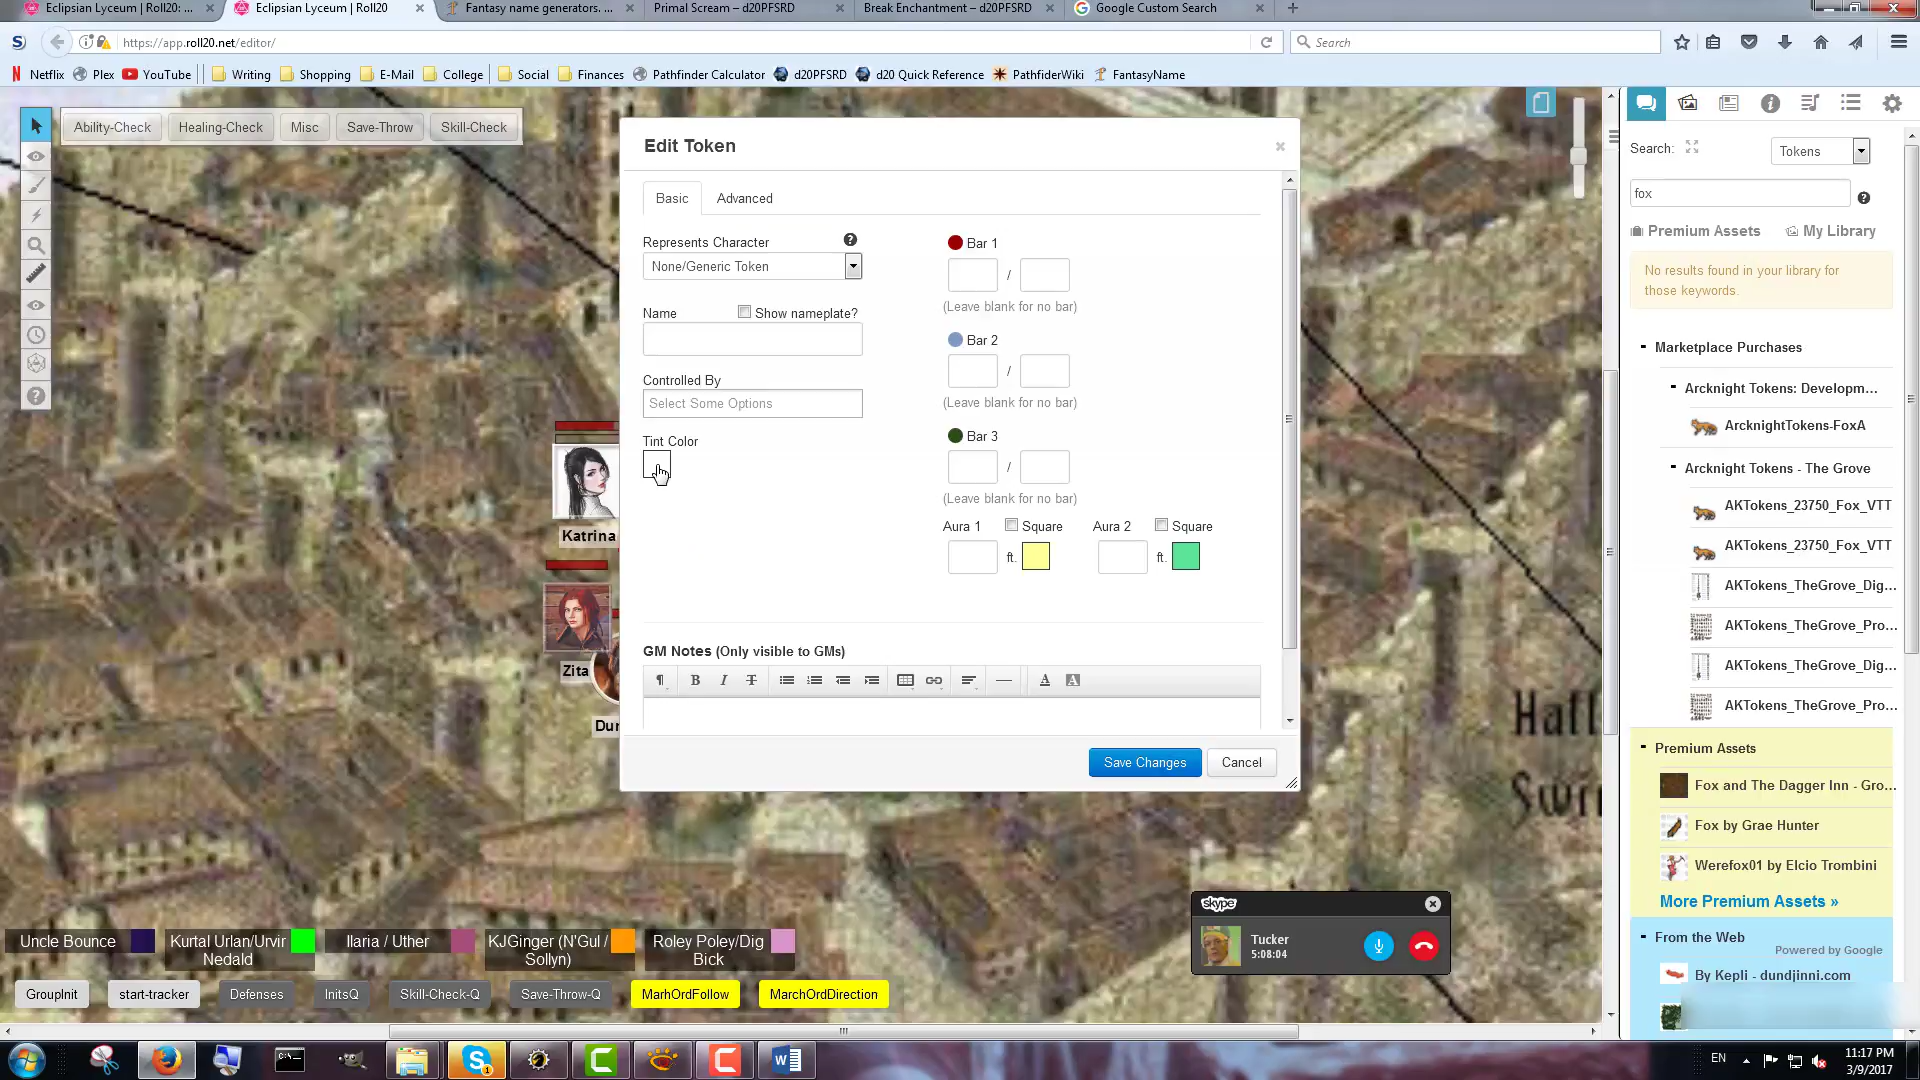 Eclipsian Lyceum | Roll20: ...
Eclipsian Lyceum | Roll20
Fantasy name generators. ...
Primal Scream – d20PFSRD
Break Enchantment – d20PFSRD
Google Custom Search
https://app.roll20.net/editor/
Search
Netflix
Plex
YouTube
Writing
Shopping
E-Mail
College
Social
Finances
Pathfinder Calculator
d20PFSRD
d20 Quick Reference
PathfiderWiki
FantasyName
Ability-Check
Healing-Check
Misc
Save-Throw
Skill-Check
Edit Token
Basic
Advanced
Represents Character
None/Generic Token
Name
Show nameplate?
Controlled By
Select Some Options
Tint Color
Bar 1
/
(Leave blank for no bar)
Bar 2
/
(Leave blank for no bar)
Bar 3
/
(Leave blank for no bar)
Aura 1
Square
Aura 2
Square
ft.
ft.
GM Notes (Only visible to GMs)
Save Changes
Cancel
Katrina
Zita
Dur
Search:
Tokens
fox
Premium Assets
My Library
No results found in your library for
those keywords.
Marketplace Purchases
Arcknight Tokens: Developm...
ArcknightTokens-FoxA
Arcknight Tokens - The Grove
AKTokens_23750_Fox_VTT
AKTokens_23750_Fox_VTT
AKTokens_TheGrove_Dig...
AKTokens_TheGrove_Pro...
AKTokens_TheGrove_Dig...
AKTokens_TheGrove_Pro...
Premium Assets
Fox and The Dagger Inn - Gro...
Fox by Grae Hunter
Werefox01 by Elcio Trombini
More Premium Assets »
From the Web
Powered by Google
By Kepli - dundjinni.com
skype
Tucker
5:08:04
Uncle Bounce
Kurtal Urlan/Urvir
Nedald
Ilaria / Uther
KJGinger (N'Gul /
Sollyn)
Roley Poley/Dig
Bick
GroupInit
start-tracker
Defenses
InitsQ
Skill-Check-Q
Save-Throw-Q
MarhOrdFollow
MarchOrdDirection
EN
11:17 PM
3/9/2017